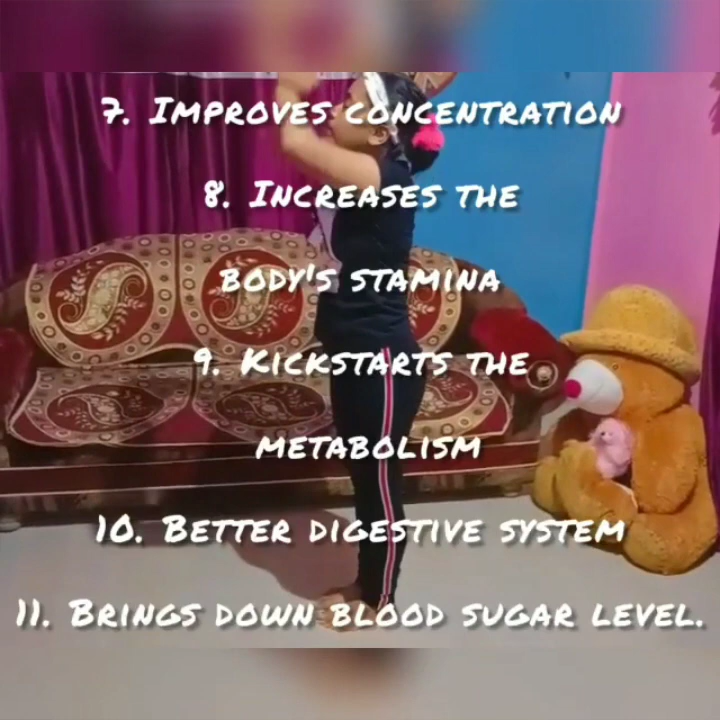 7. Improves concentration
8. Increases the
body's stamina
9. Kickstarts the
metabolism
10. Better digestive system
11. Brings down blood sugar level.